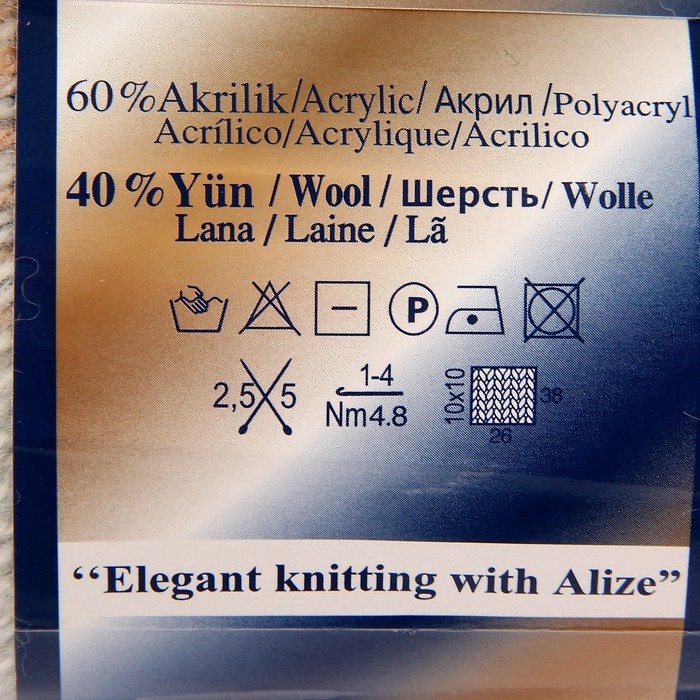 60 % Akrilik/Acrylic/ Акрил /Polyacryl
Acrílico/Acrylique/Acrilico
40 % Yün / Wool / Шерсть/ Wolle
Lana / Laine / Lã
P
2,5 5
1-4
Nm4.8
10x10
38
26
“Elegant knitting with Alize”